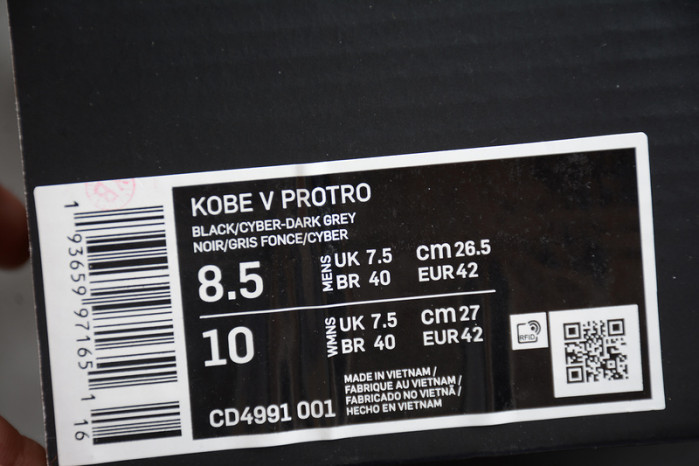 KOBE V PROTRO
BLACK/CYBER-DARK GREY
NOIR/GRIS FONCE/CYBER
8.5
MENS
UK 7.5
cm 26.5
BR 40
EUR 42
10
WMNS
UK 7.5
cm 27
BR 40
EUR 42
CD4991 001
MADE IN VIETNAM /
FABRIQUE AU VIETNAM /
FABRICADO NO VIETNÃ /
HECHO EN VIETNAM
RFID
1 93659 97165 1 16